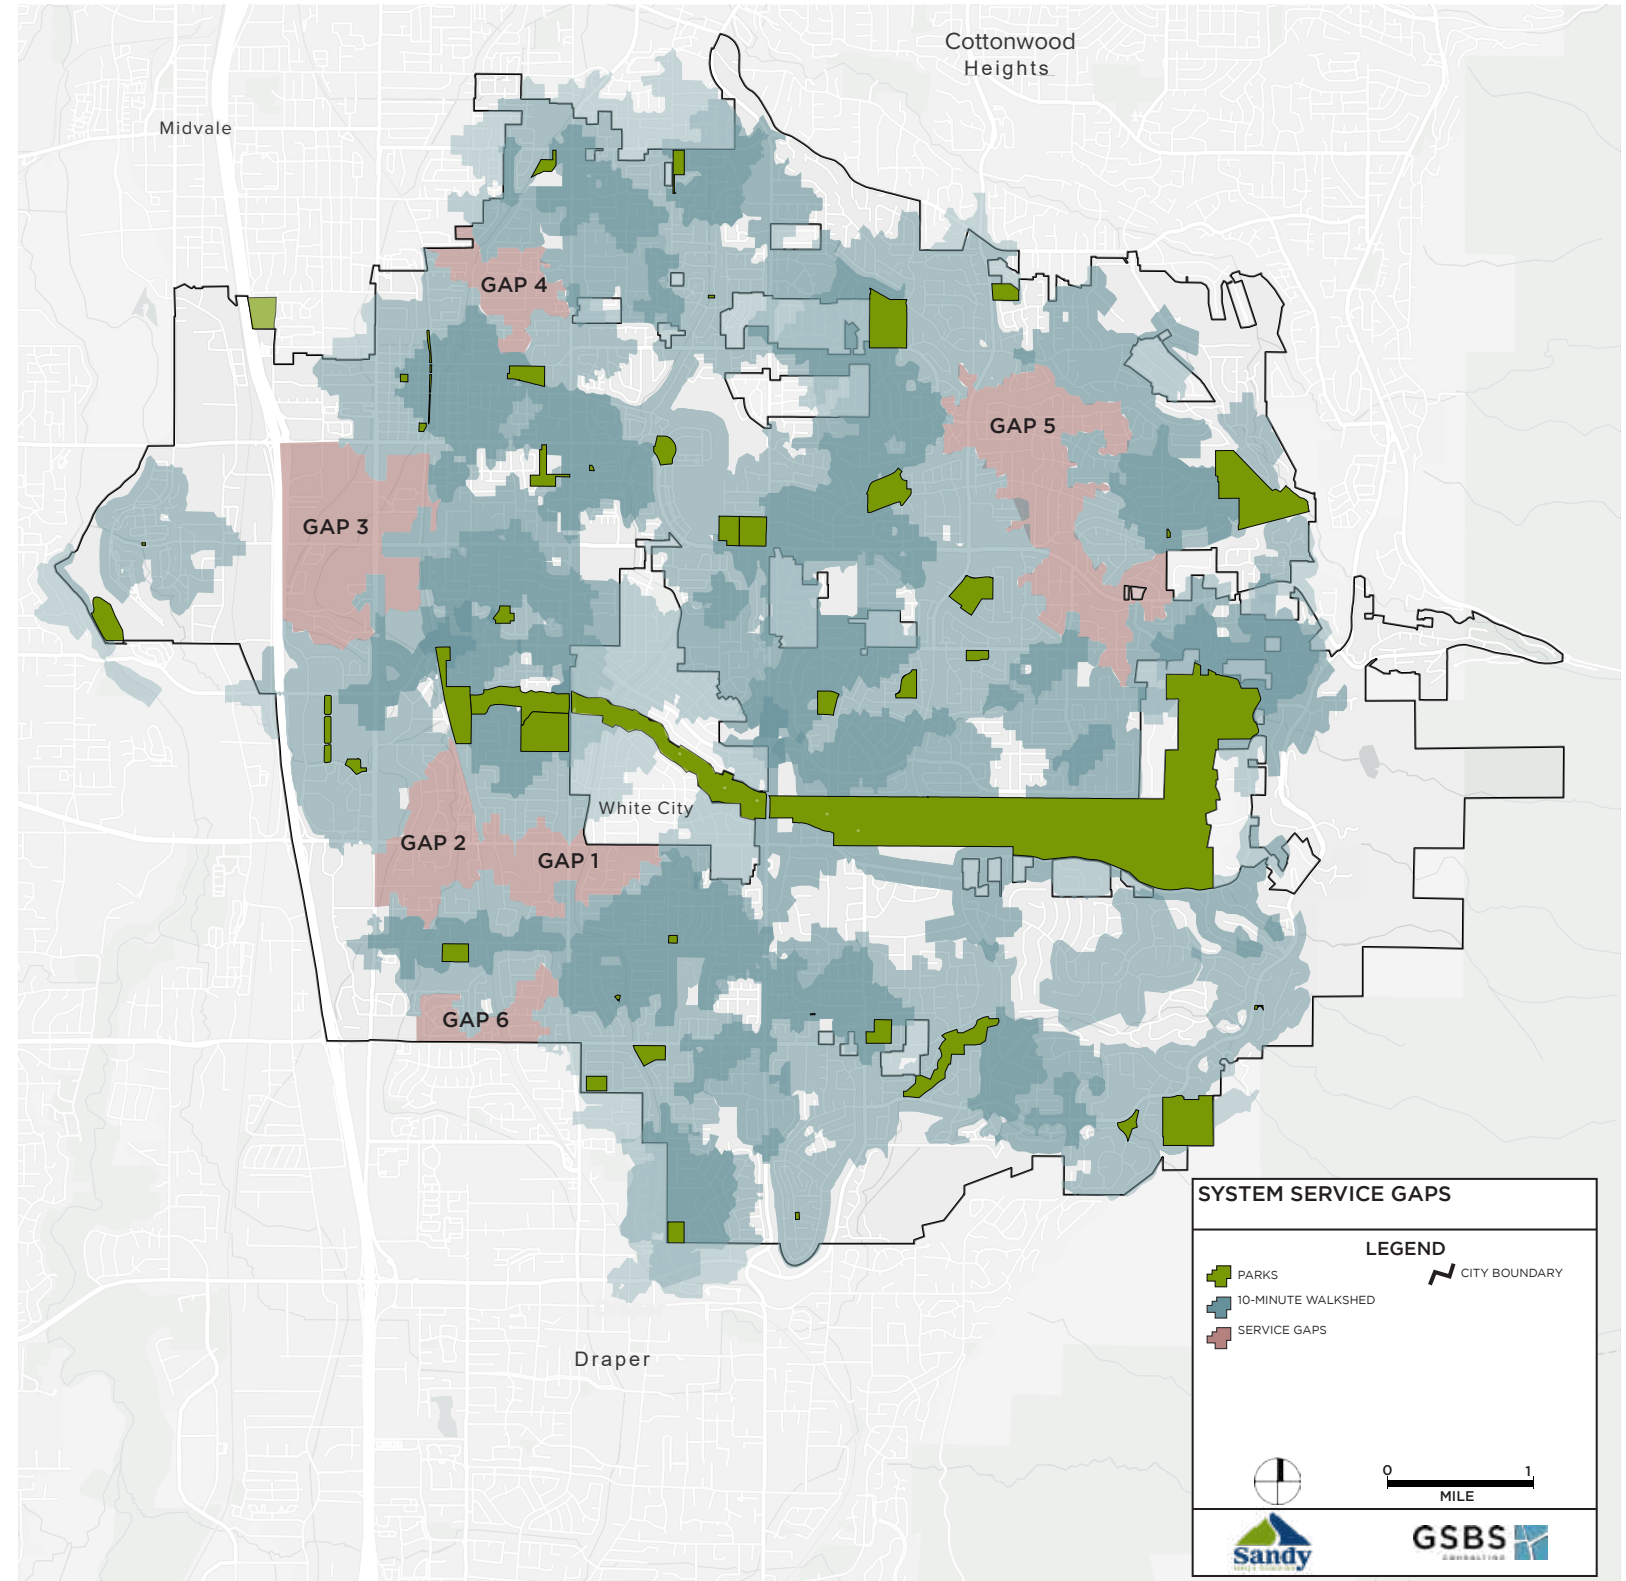 Cottonwood
Heights
Midvale
GAP 4
GAP 5
GAP 3
White City
GAP 2
GAP 1
GAP 6
Draper
SYSTEM SERVICE GAPS
LEGEND
PARKS
CITY BOUNDARY
10-MINUTE WALKSHED
SERVICE GAPS
0 1
MILE
Sandy
GSBS
CONSULTING